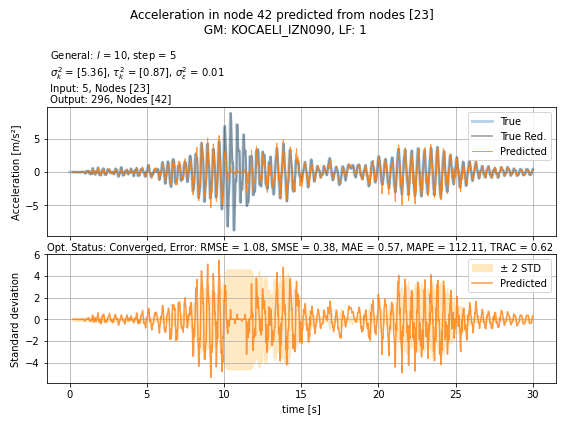 Acceleration in node 42 predicted from nodes [23]
GM: KOCAELI_IZN090, LF: 1
General: l = 10, step = 5
σ²ₖ = [5.36], τ²ₖ = [0.87], σ²ε = 0.01
Input: 5, Nodes [23]
Output: 296, Nodes [42]
Acceleration [m/s²]
5
0
−5
True
True Red.
Predicted
Opt. Status: Converged, Error: RMSE = 1.08, SMSE = 0.38, MAE = 0.57, MAPE = 112.11, TRAC = 0.62
Standard deviation
6
4
2
0
−2
−4
± 2 STD
Predicted
0 5 10 15 20 25 30
time [s]